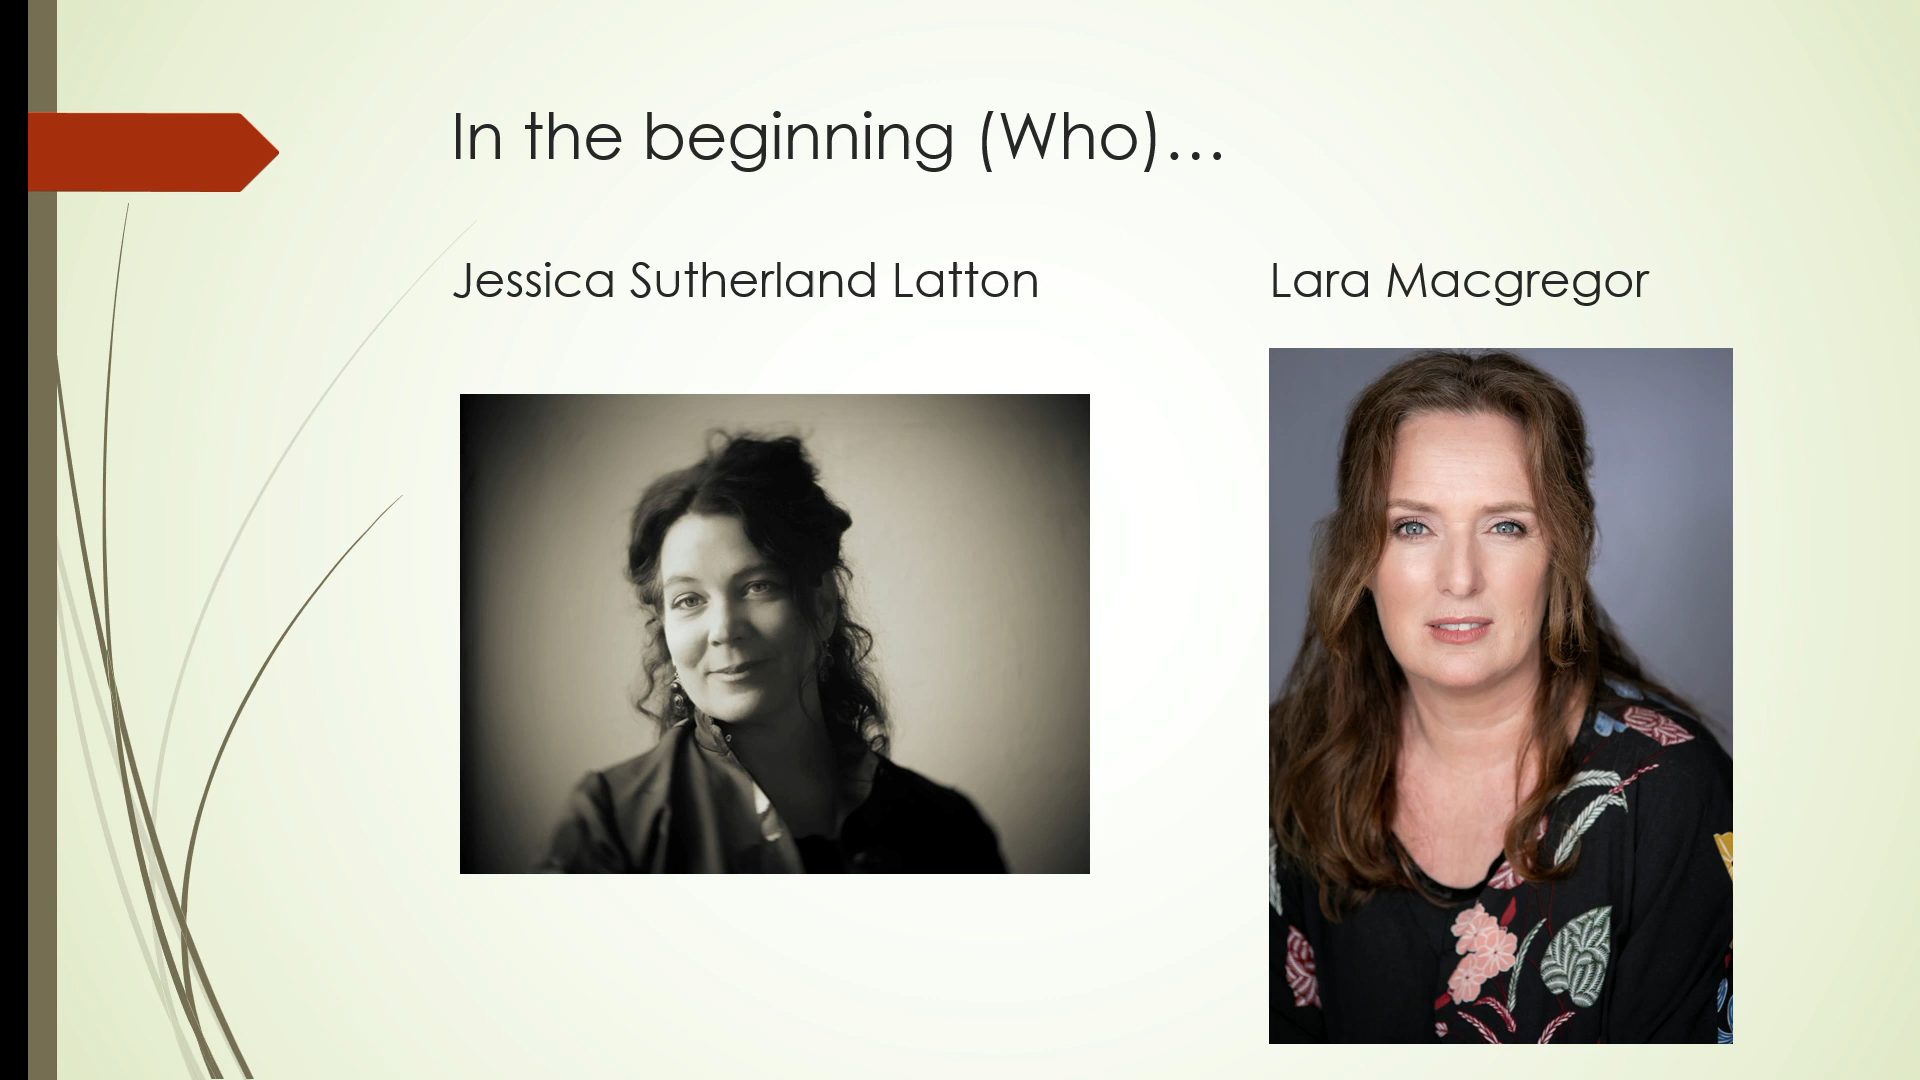 In the beginning (Who)…
Jessica Sutherland Latton
Lara Macgregor